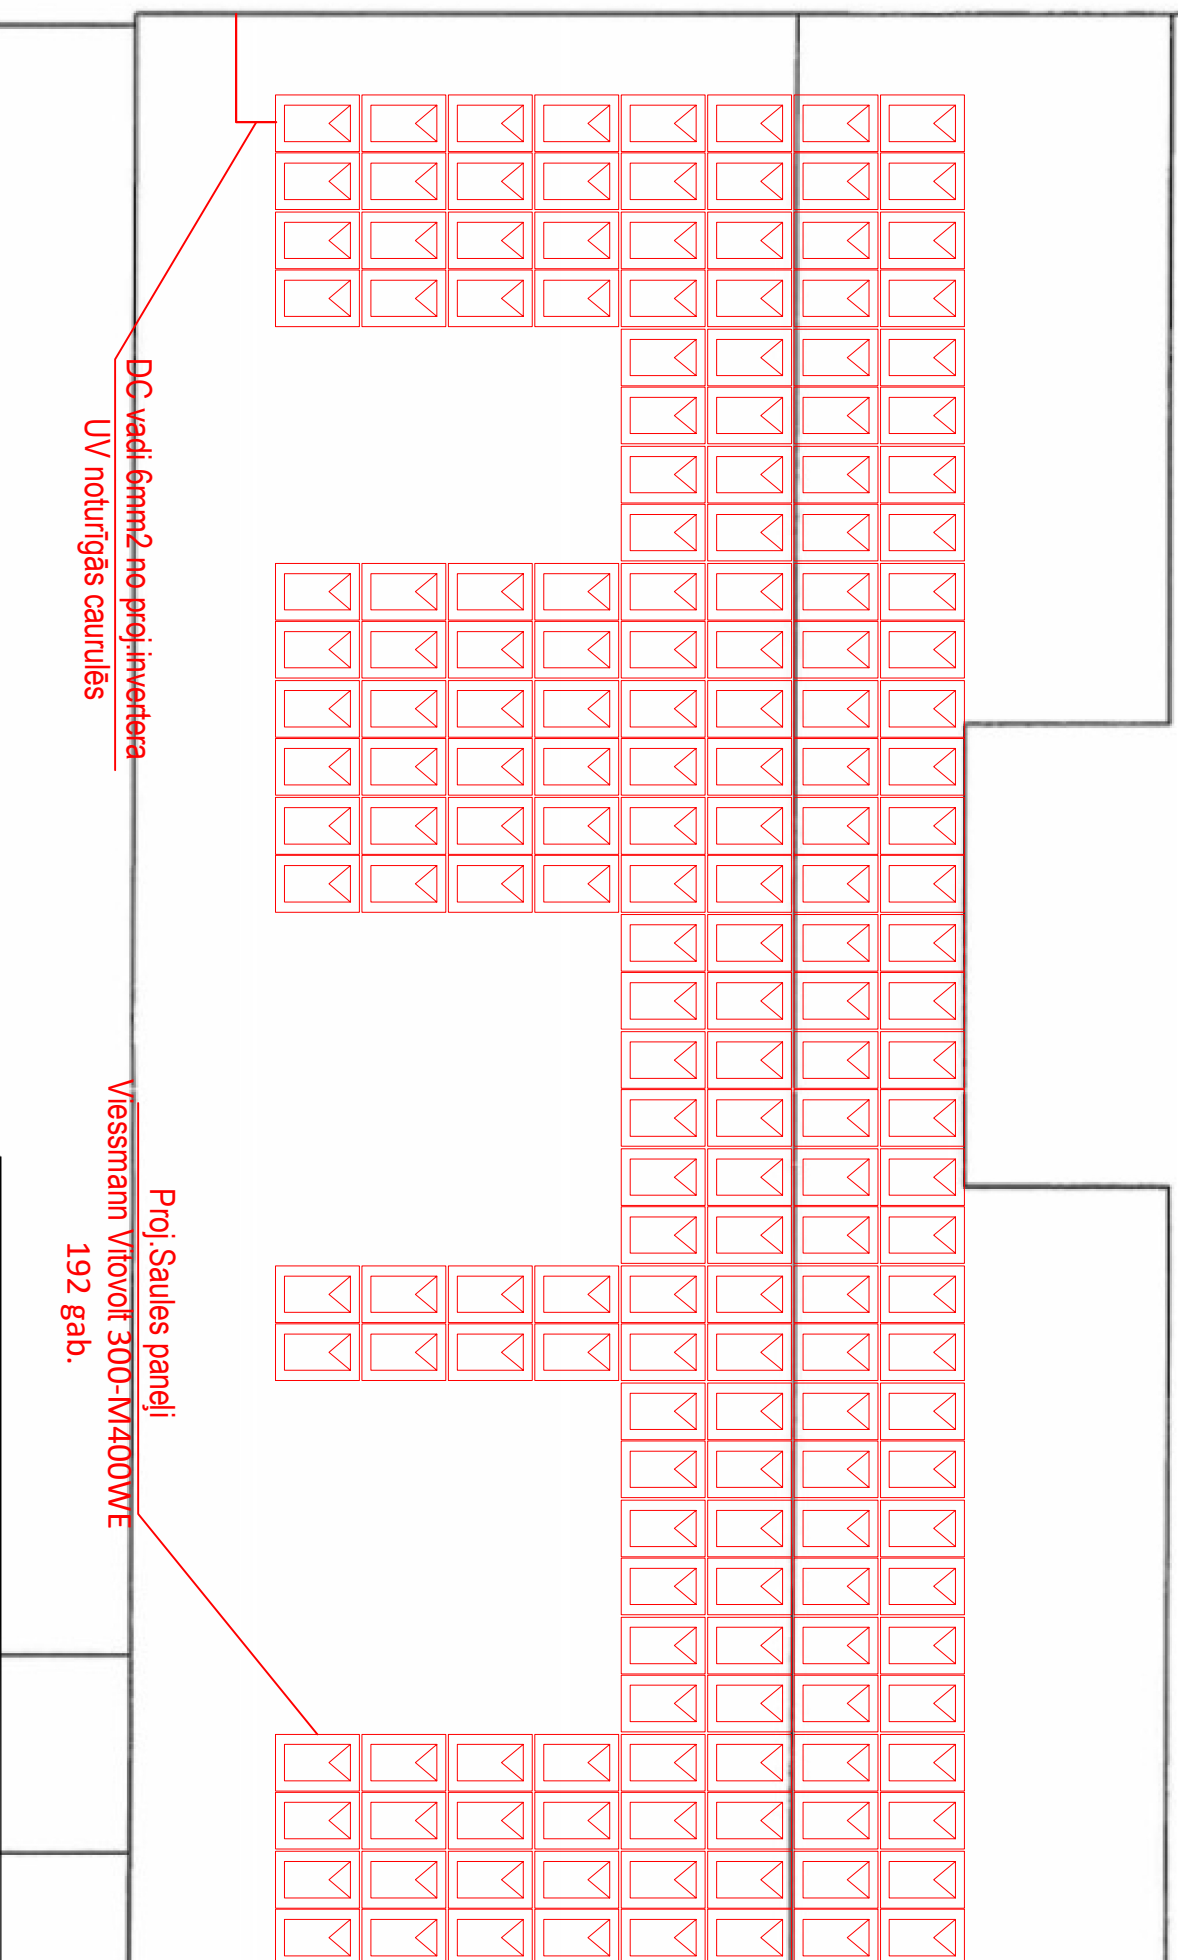 DC vadi 6mm2 no proj.invertora
UV noturīgās caurulēs
Proj.Saules paneļi
Viessmann Vitovolt 300-M400WE
192 gab.